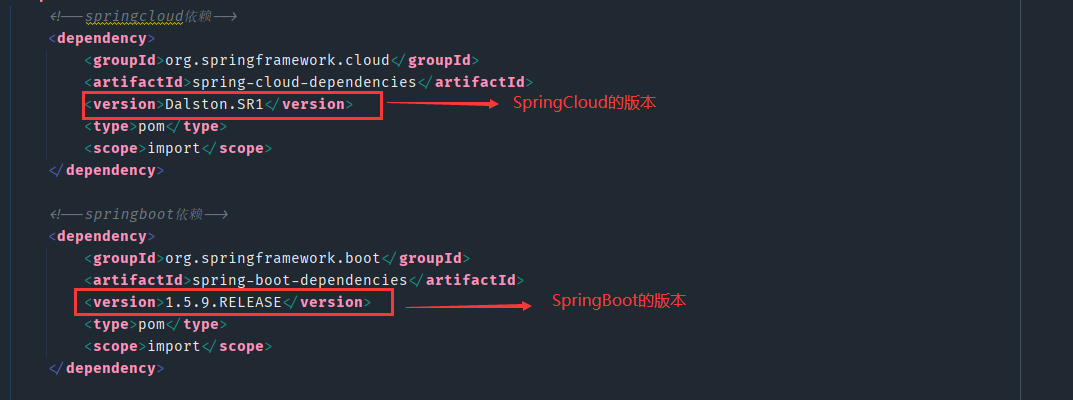 <!--springcloud依赖-->
<dependency>
<groupId>org.springframework.cloud</groupId>
<artifactId>spring-cloud-dependencies</artifactId>
<version>Dalston.SR1</version> SpringCloud的版本
<type>pom</type>
<scope>import</scope>
</dependency>
<!--springboot依赖-->
<dependency>
<groupId>org.springframework.boot</groupId>
<artifactId>spring-boot-dependencies</artifactId>
<version>1.5.9.RELEASE</version> SpringBoot的版本
<type>pom</type>
<scope>import</scope>
</dependency>